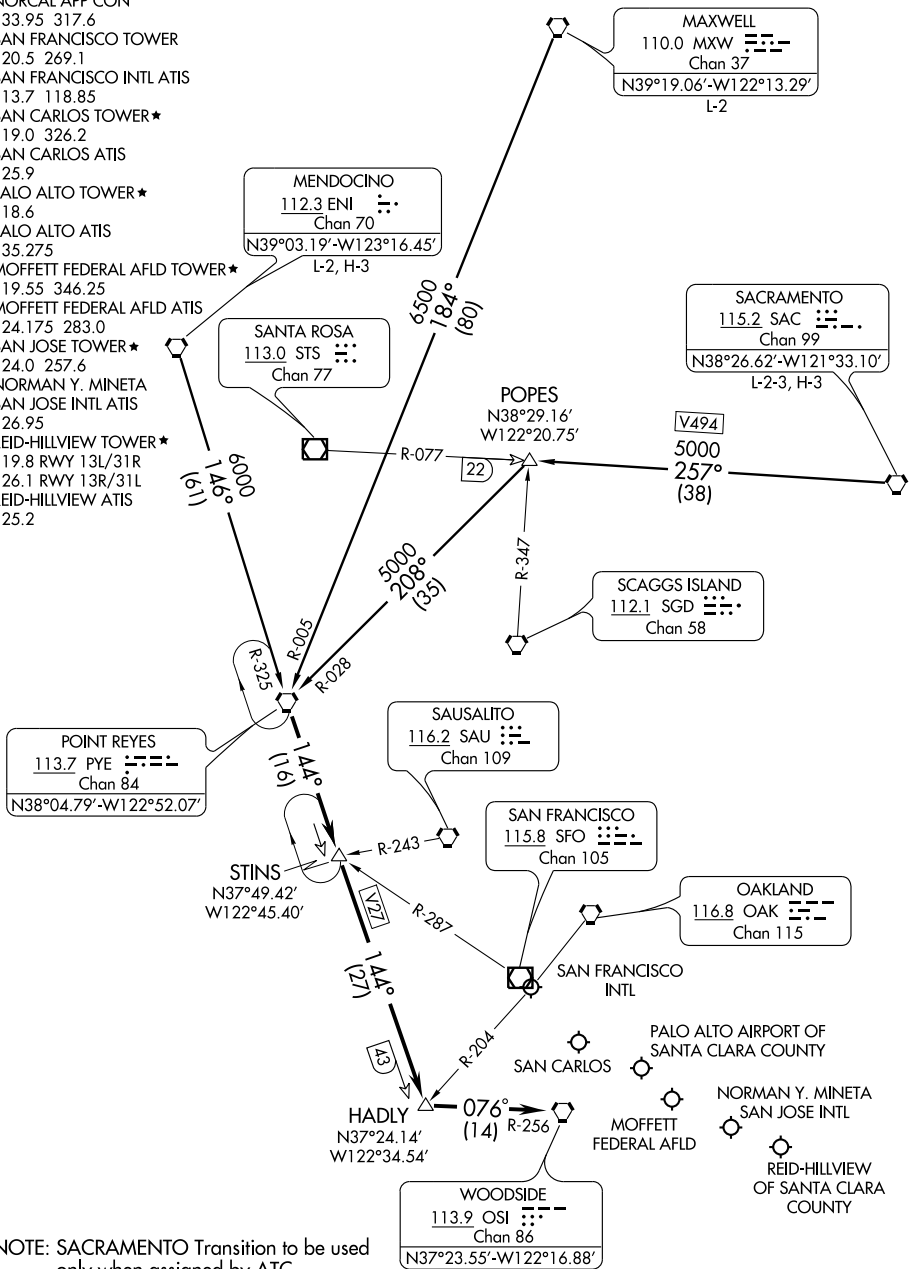 NORCAL APP CON
33.95 317.6
SAN FRANCISCO TOWER
20.5 269.1
SAN FRANCISCO INTL ATIS
13.7 118.85
SAN CARLOS TOWER★
19.0 326.2
SAN CARLOS ATIS
25.9
ALO ALTO TOWER★
18.6
ALO ALTO ATIS
35.275
MOFFETT FEDERAL AFLD TOWER★
19.55 346.25
MOFFETT FEDERAL AFLD ATIS
24.175 283.0
SAN JOSE TOWER★
24.0 257.6
NORMAN Y. MINETA
SAN JOSE INTL ATIS
26.95
REID-HILLVIEW TOWER★
19.8 RWY 13L/31R
26.1 RWY 13R/31L
REID-HILLVIEW ATIS
25.2
MAXWELL
110.0 MXW
Chan 37
N39°19.06′-W122°13.29′
L-2
MENDOCINO
112.3 ENI
Chan 70
N39°03.19′-W123°16.45′
L-2, H-3
6500
184°
(80)
SANTA ROSA
113.0 STS
Chan 77
SACRAMENTO
115.2 SAC
Chan 99
N38°26.62′-W121°33.10′
L-2-3, H-3
POPES
N38°29.16′
W122°20.75′
V494
5000
257°
(38)
R-077
22
6000
146°
(61)
R-347
5000
208°
(35)
SCAGGS ISLAND
112.1 SGD
Chan 58
R-005
R-028
R-325
POINT REYES
113.7 PYE
Chan 84
N38°04.79′-W122°52.07′
144°
(16)
SAUSALITO
116.2 SAU
Chan 109
R-243
STINS
N37°49.42′
W122°45.40′
SAN FRANCISCO
115.8 SFO
Chan 105
R-287
V27
OAKLAND
116.8 OAK
Chan 115
144°
(27)
SAN FRANCISCO
INTL
R-204
43
SAN CARLOS
PALO ALTO AIRPORT OF
SANTA CLARA COUNTY
HADLY
N37°24.14′
W122°34.54′
076°
(14)
R-256
MOFFETT
FEDERAL AFLD
NORMAN Y. MINETA
SAN JOSE INTL
REID-HILLVIEW
OF SANTA CLARA
COUNTY
WOODSIDE
113.9 OSI
Chan 86
N37°23.55′-W122°16.88′
NOTE: SACRAMENTO Transition to be used
only when assigned by ATC